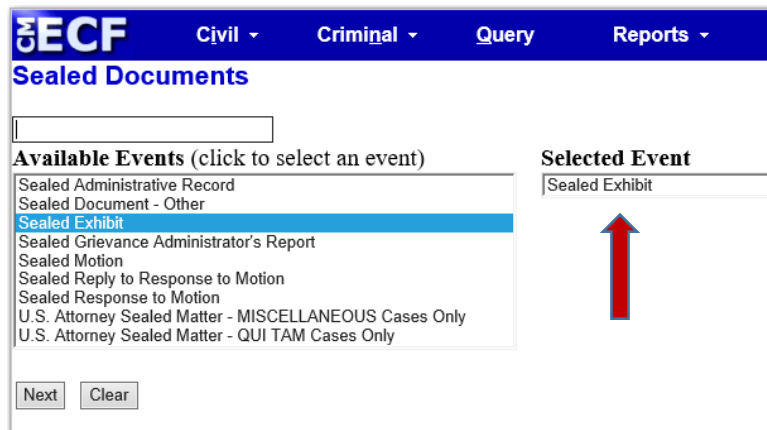 CM ECF Civil Criminal Query Reports
Sealed Documents
Available Events (click to select an event) Selected Event
Sealed Administrative Record Sealed Exhibit
Sealed Document - Other
Sealed Exhibit
Sealed Grievance Administrator's Report
Sealed Motion
Sealed Reply to Response to Motion
Sealed Response to Motion
U.S. Attorney Sealed Matter - MISCELLANEOUS Cases Only
U.S. Attorney Sealed Matter - QUI TAM Cases Only
Next Clear